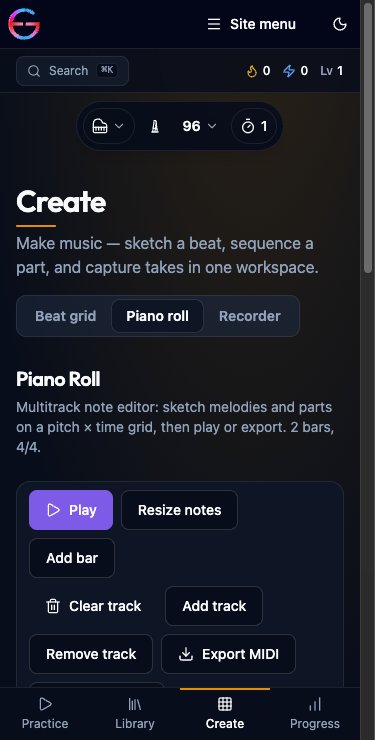 Site menu
Search ⌘K 0 0 Lv 1
96 1
Create
Make music — sketch a beat, sequence a
part, and capture takes in one workspace.
Beat grid Piano roll Recorder
Piano Roll
Multitrack note editor: sketch melodies and parts
on a pitch × time grid, then play or export. 2 bars,
4/4.
Play Resize notes
Add bar
Clear track Add track
Remove track Export MIDI
Practice Library Create Progress